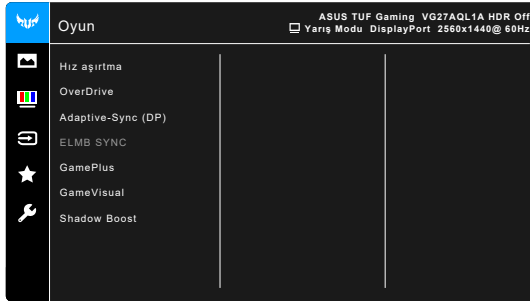 Oyun
ASUS TUF Gaming VG27AQL1A HDR Off
Yarış Modu DisplayPort 2560x1440@ 60Hz
Hız aşırtma
OverDrive
Adaptive-Sync (DP)
ELMB SYNC
GamePlus
GameVisual
Shadow Boost